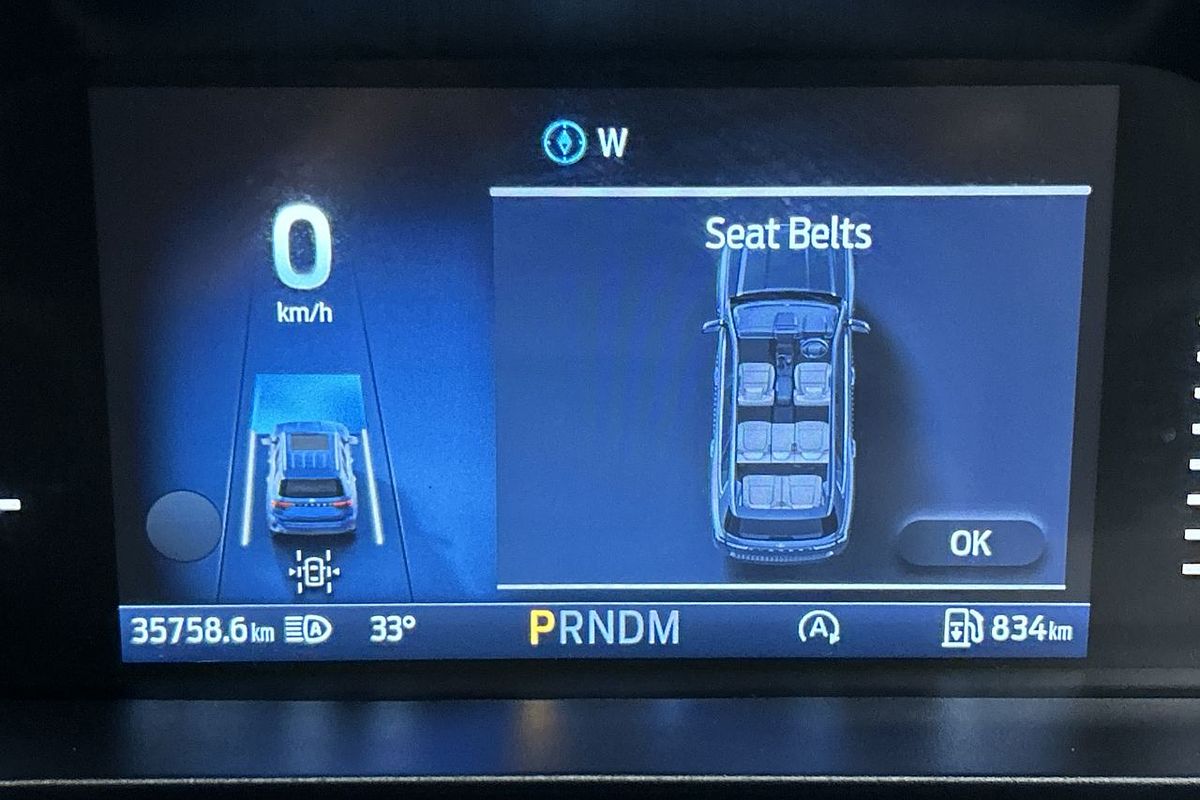 W
0
km/h
Seat Belts
OK
35758.6 km A 33° PRNDM A 834 km